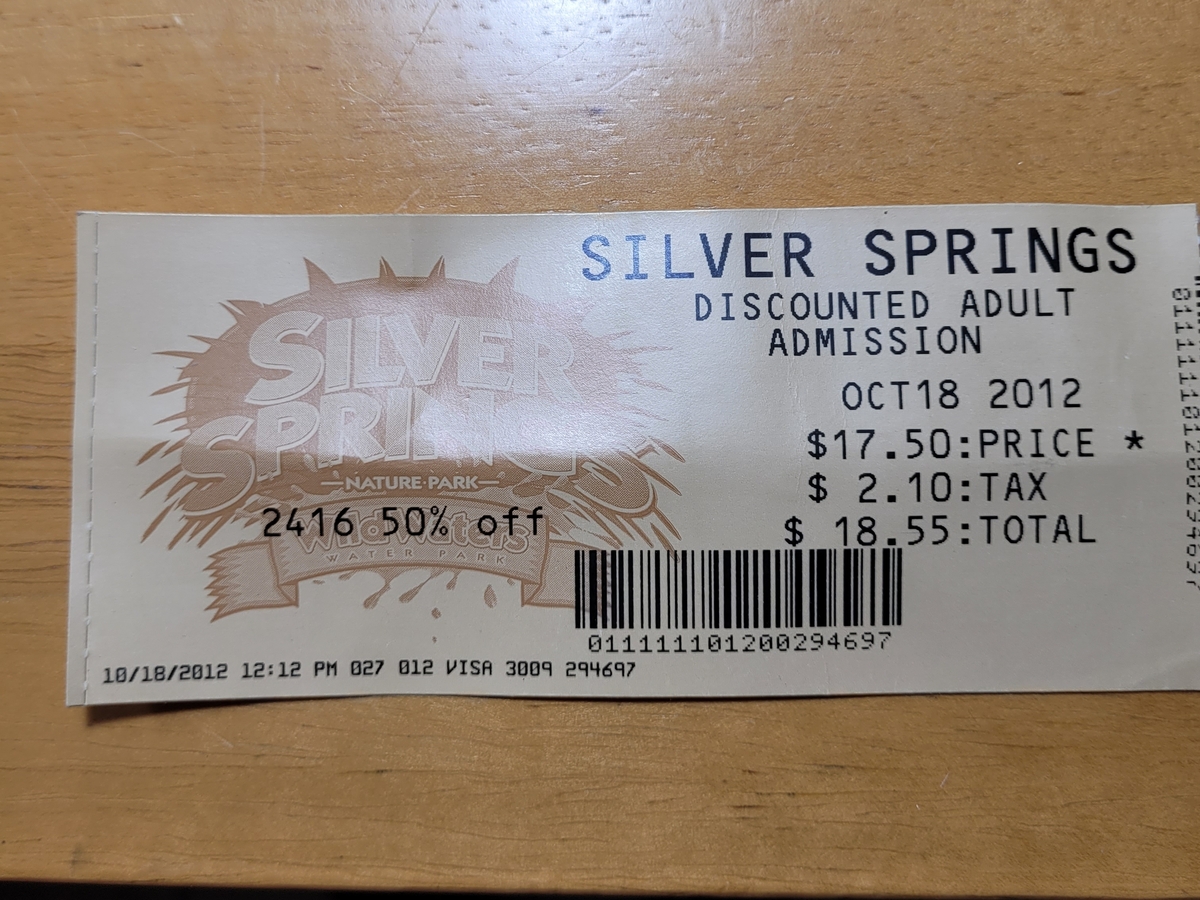 SILVER SPRINGS
DISCOUNTED ADULT
ADMISSION
OCT18 2012
$17.50:PRICE *
$ 2.10:TAX
$ 18.55:TOTAL
011111101200294697
SILVER
SPRINGS
NATURE·PARK
2416 50% off
Wild Waters
WATER PARK
10/18/2012 12:12 PM 027 012 VISA 3009 294697
011111101200294697